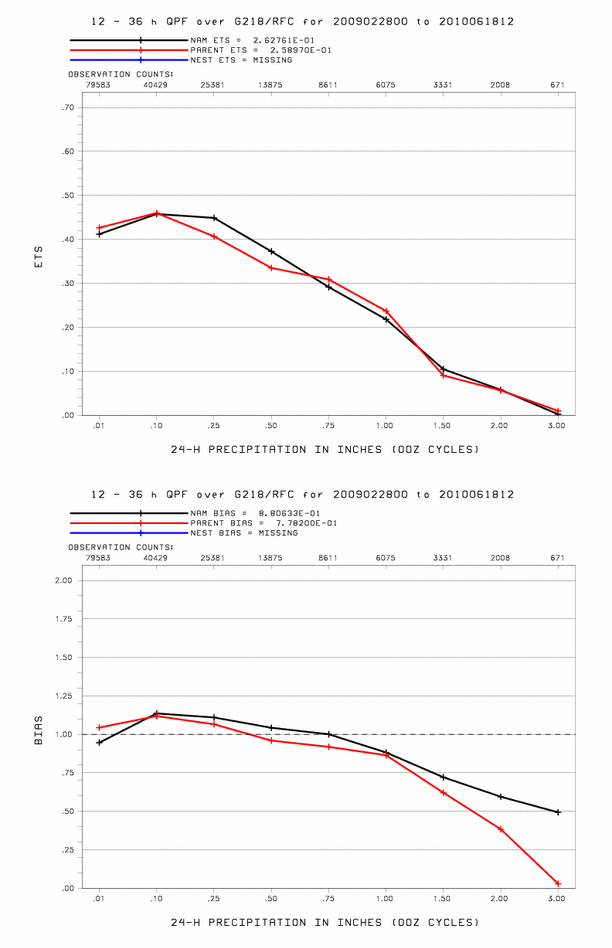 12 - 36 h QPF over G218/RFC for 2009022800 to 2010061812
NAM ETS = 2.62761E-01
PARENT ETS = 2.58970E-01
NEST ETS = MISSING
OBSERVATION COUNTS:
79583 40429 25381 13875 8611 6075 3331 2008 671
.70
.60
.50
.40
.30
.20
.10
.00
ETS
.01 .10 .25 .50 .75 1.00 1.50 2.00 3.00
24-H PRECIPITATION IN INCHES (00Z CYCLES)
12 - 36 h QPF over G218/RFC for 2009022800 to 2010061812
NAM BIAS = 8.80633E-01
PARENT BIAS = 7.78200E-01
NEST BIAS = MISSING
OBSERVATION COUNTS:
79583 40429 25381 13875 8611 6075 3331 2008 671
2.00
1.75
1.50
1.25
1.00
.75
.50
.25
.00
BIAS
.01 .10 .25 .50 .75 1.00 1.50 2.00 3.00
24-H PRECIPITATION IN INCHES (00Z CYCLES)